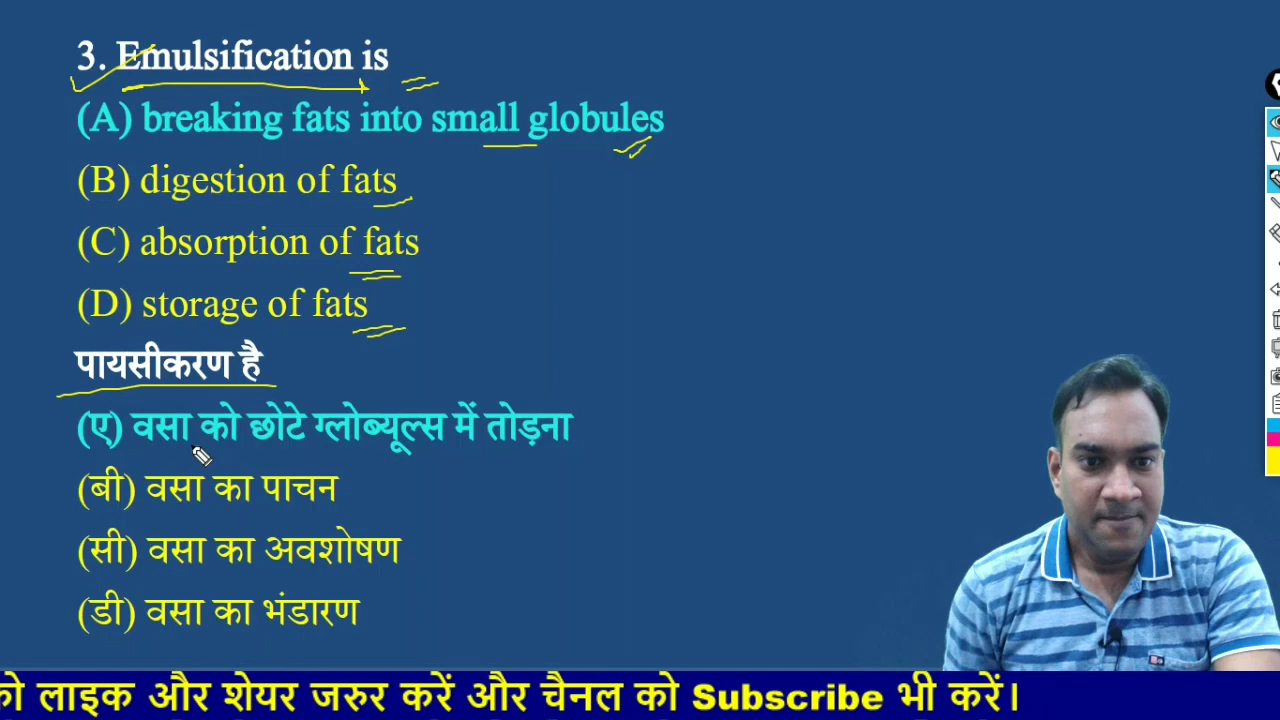 3. Emulsification is
(A) breaking fats into small globules
(B) digestion of fats
(C) absorption of fats
(D) storage of fats
पायसीकरण है
(ए) वसा को छोटे ग्लोब्यूल्स में तोड़ना
(बी) वसा का पाचन
(सी) वसा का अवशोषण
(डी) वसा का भंडारण
को लाइक और शेयर जरुर करें और चैनल को Subscribe भी करें।